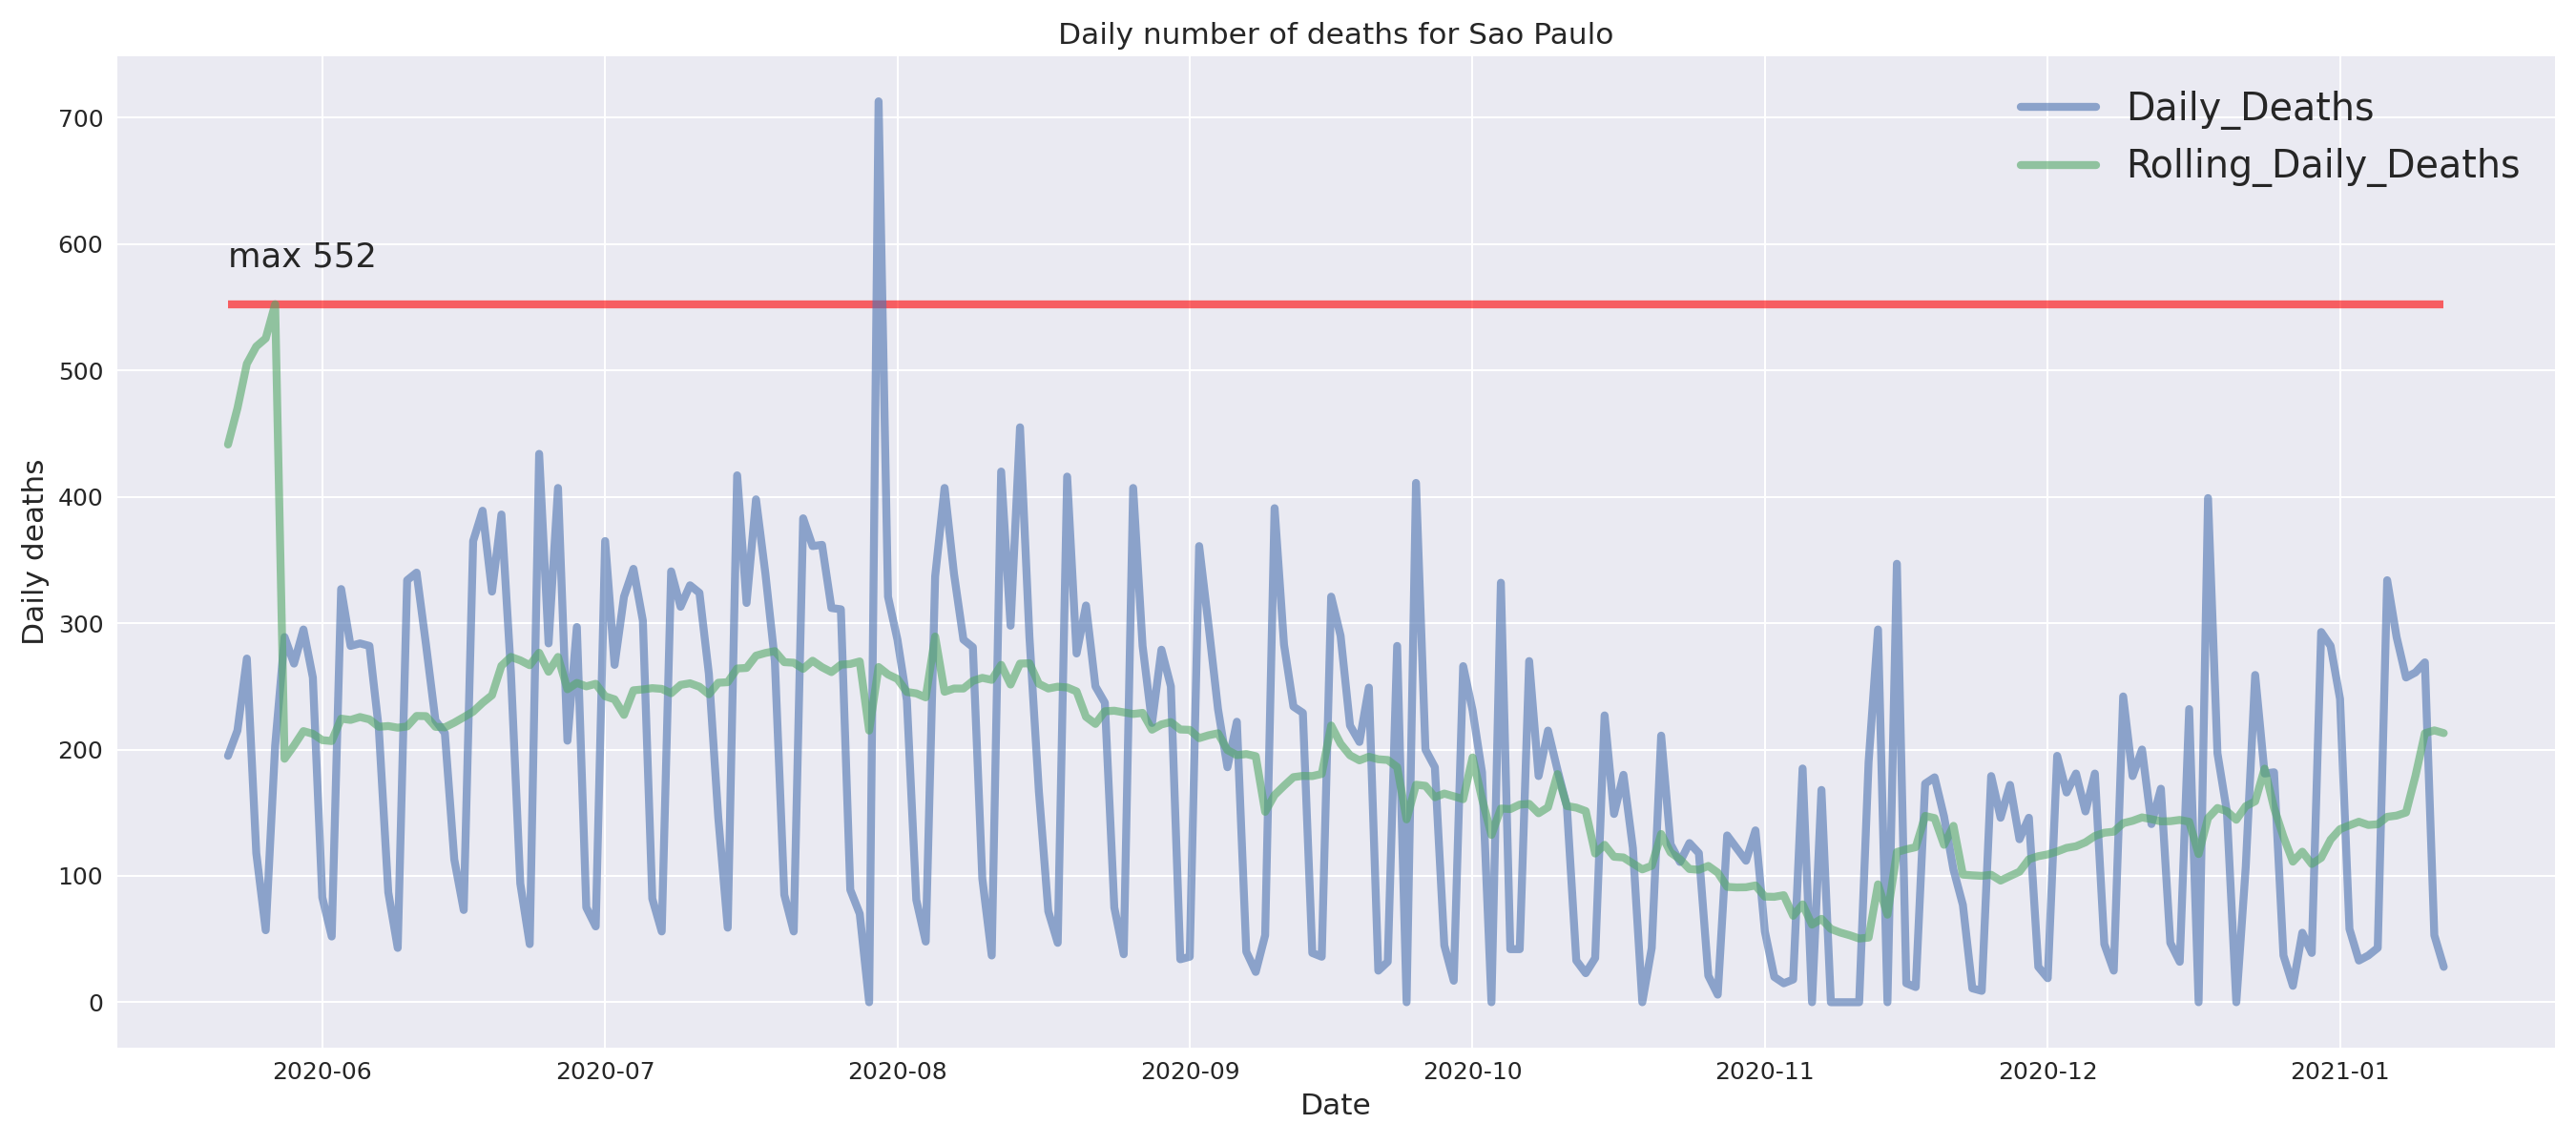 Daily number of deaths for Sao Paulo
Daily_Deaths
Rolling_Daily_Deaths
max 552
Daily deaths
700
600
500
400
300
200
100
0
2020-06 2020-07 2020-08 2020-09 2020-10 2020-11 2020-12 2021-01
Date